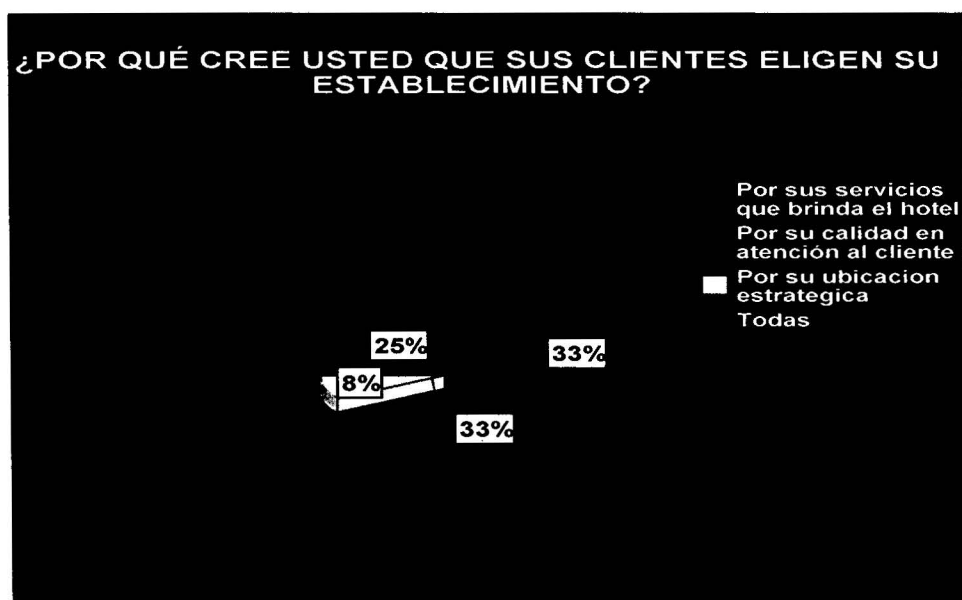 ¿POR QUÉ CREE USTED QUE SUS CLIENTES ELIGEN SU
ESTABLECIMIENTO?
Por sus servicios
que brinda el hotel
Por su calidad en
atención al cliente
Por su ubicacion
estrategica
Todas
25%
33%
8%
33%